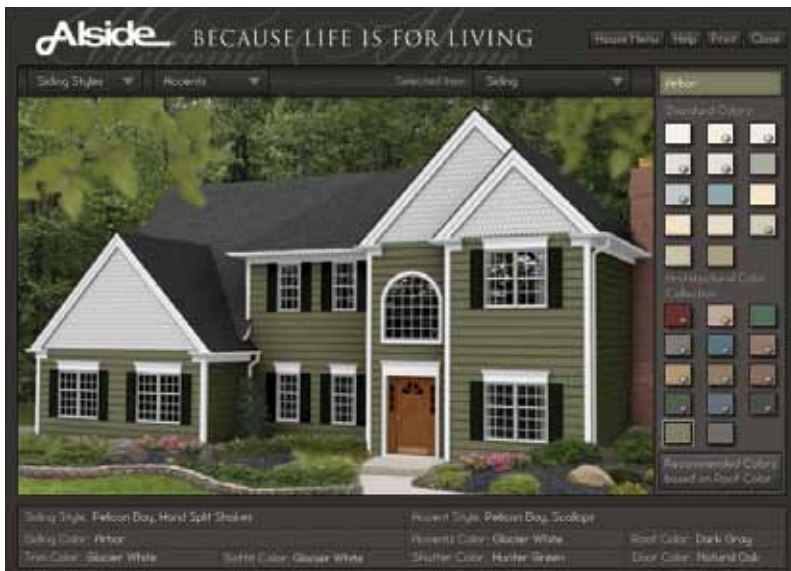 Alside BECAUSE LIFE IS FOR LIVING
Welcome Home
House Menu Help Print Close
Siding Styles Accents Selected Item: Siding Arbor
Standard Colors
Architectural Color
Collection
Recommended Colors
based on Roof Color
Siding Style: Pelican Bay, Hand Split Shakes Accent Style: Pelican Bay, Scallops
Siding Color: Arbor Accents Color: Glacier White Roof Color: Dark Gray
Trim Color: Glacier White Soffit Color: Glacier White Shutter Color: Hunter Green Door Color: Natural Oak